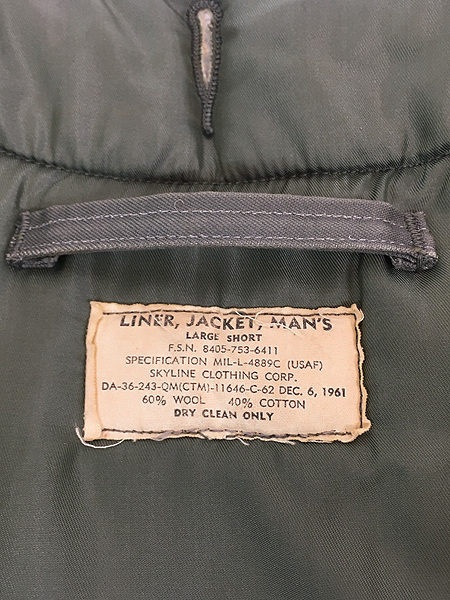 LINER, JACKET, MAN'S
LARGE SHORT
F.S.N. 8405-753-6411
SPECIFICATION MIL-L-4889C (USAF)
SKYLINE CLOTHING CORP.
DA-36-243-QM(CTM)-11646-C-62 DEC. 6, 1961
60% WOOL 40% COTTON
DRY CLEAN ONLY